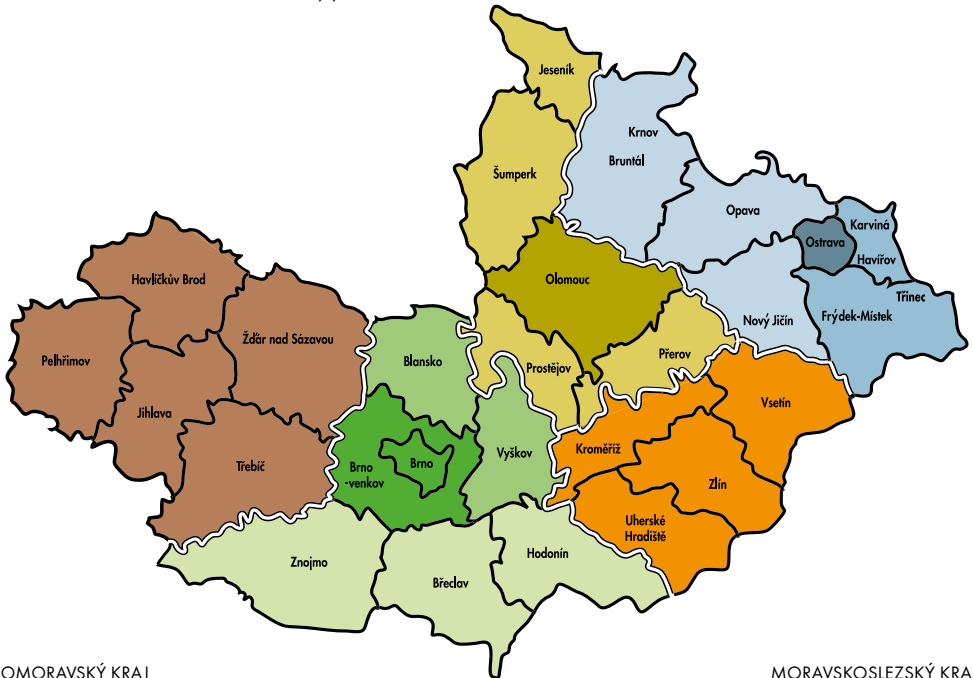 Jeseník
Krnov
Bruntál
Šumperk
Opava
Karviná
Ostrava
Havířov
Havlíčkův Brod
Olomouc
Třinec
Nový Jičín
Frýdek-Místek
Žďár nad Sázavou
Pelhřimov
Blansko
Prostějov
Přerov
Vsetín
Jihlava
Kroměříž
Třebíč
Brno
-venkov
Brno
Vyškov
Zlín
Uherské
Hradiště
Znojmo
Hodonín
Břeclav
OMORAVSKÝ KRAJ
MORAVSKOSLEZSKÝ KRA